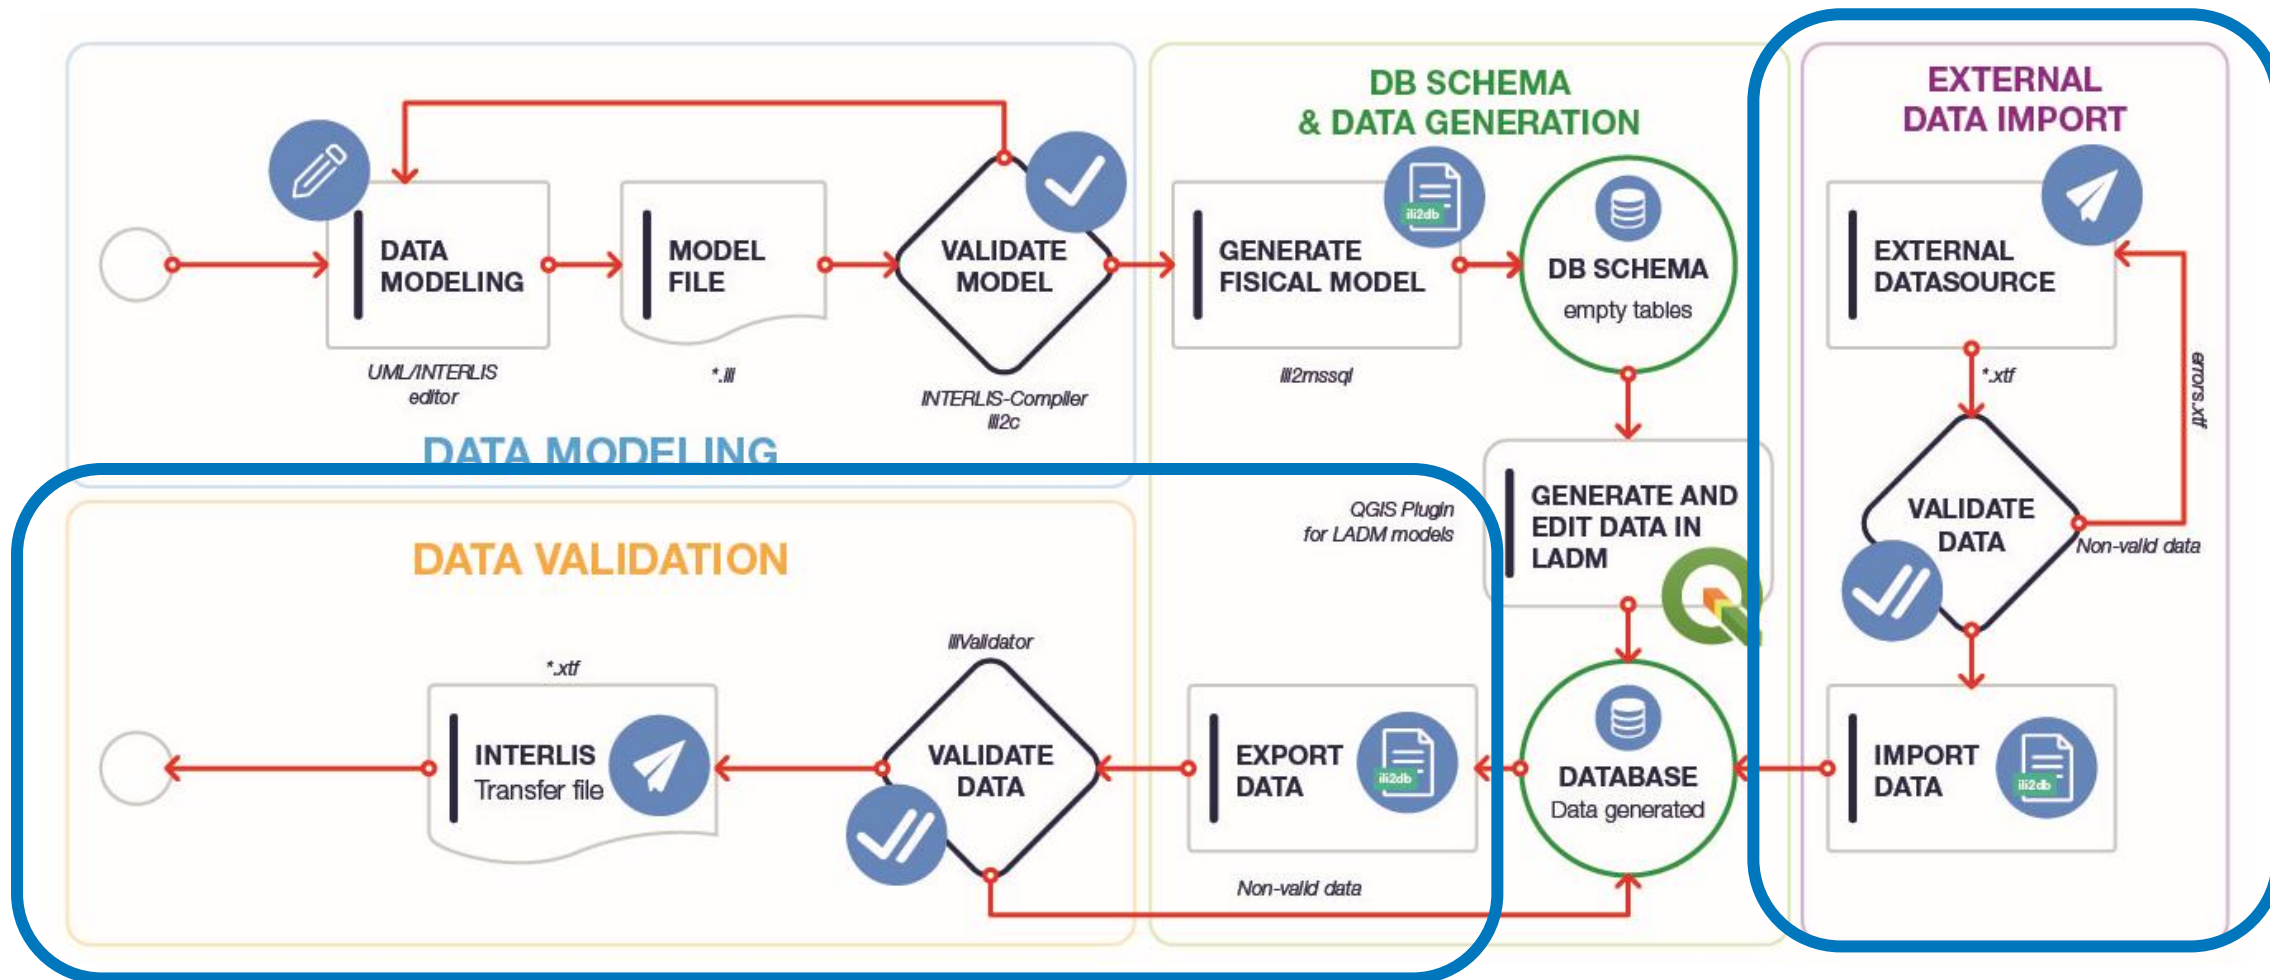 DATA
MODELING
UML/INTERLIS
editor
MODEL
FILE
*.ili
VALIDATE
MODEL
INTERLIS-Compiler
ili2c
DATA MODELING
DB SCHEMA
& DATA GENERATION
GENERATE
FISICAL MODEL
ili2db
ili2mssql
DB SCHEMA
empty tables
QGIS Plugin
for LADM models
GENERATE AND
EDIT DATA IN
LADM
DATABASE
Data generated
EXTERNAL
DATA IMPORT
EXTERNAL
DATASOURCE
*.xtf
errors.xtf
VALIDATE
DATA
Non-valid data
IMPORT
DATA
ili2db
EXPORT
DATA
ili2db
Non-valid data
DATA VALIDATION
iliValidator
VALIDATE
DATA
*.xtf
INTERLIS
Transfer file